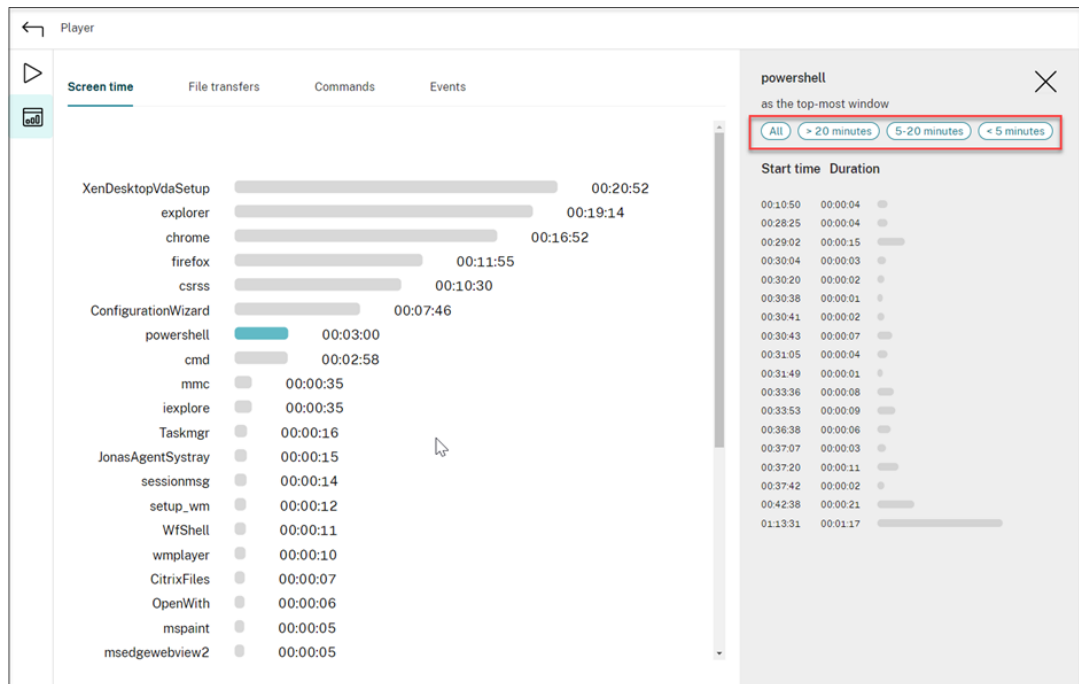 Player
Screen time File transfers Commands Events
XenDesktopVdaSetup 00:20:52
explorer 00:19:14
chrome 00:16:52
firefox 00:11:55
csrss 00:10:30
ConfigurationWizard 00:07:46
powershell 00:03:00
cmd 00:02:58
mmc 00:00:35
iexplore 00:00:35
Taskmgr 00:00:16
JonasAgentSystray 00:00:15
sessionmsg 00:00:14
setup_wm 00:00:12
WfShell 00:00:11
wmplayer 00:00:10
CitrixFiles 00:00:07
OpenWith 00:00:06
mspaint 00:00:05
msedgewebview2 00:00:05
powershell
as the top-most window
All > 20 minutes 5-20 minutes < 5 minutes
Start time Duration
00:10:50 00:00:04
00:28:25 00:00:04
00:29:02 00:00:15
00:30:04 00:00:03
00:30:20 00:00:02
00:30:38 00:00:01
00:30:41 00:00:02
00:30:43 00:00:07
00:31:05 00:00:04
00:31:49 00:00:01
00:33:36 00:00:08
00:33:53 00:00:09
00:36:38 00:00:06
00:37:07 00:00:03
00:37:20 00:00:11
00:37:42 00:00:02
00:42:38 00:00:21
01:13:31 00:01:17